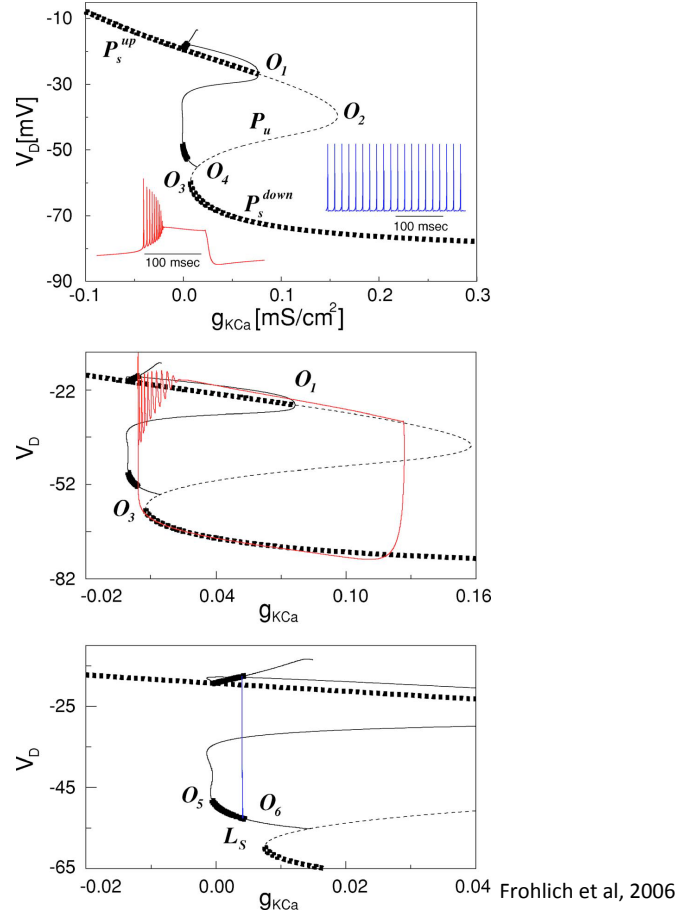 -10
-30
-50
-70
-90
V_D [mV]
P_s^up
O_1
O_2
P_u
O_3
O_4
P_s^down
100 msec
100 msec
-0.1
0.0
0.1
0.2
0.3
g_KCa [mS/cm^2]
-22
-52
-82
V_D
O_1
O_3
-0.02
0.04
0.10
0.16
g_KCa
-25
-45
-65
V_D
O_5
O_6
L_S
-0.02
0.00
0.02
0.04
g_KCa
Frohlich et al, 2006